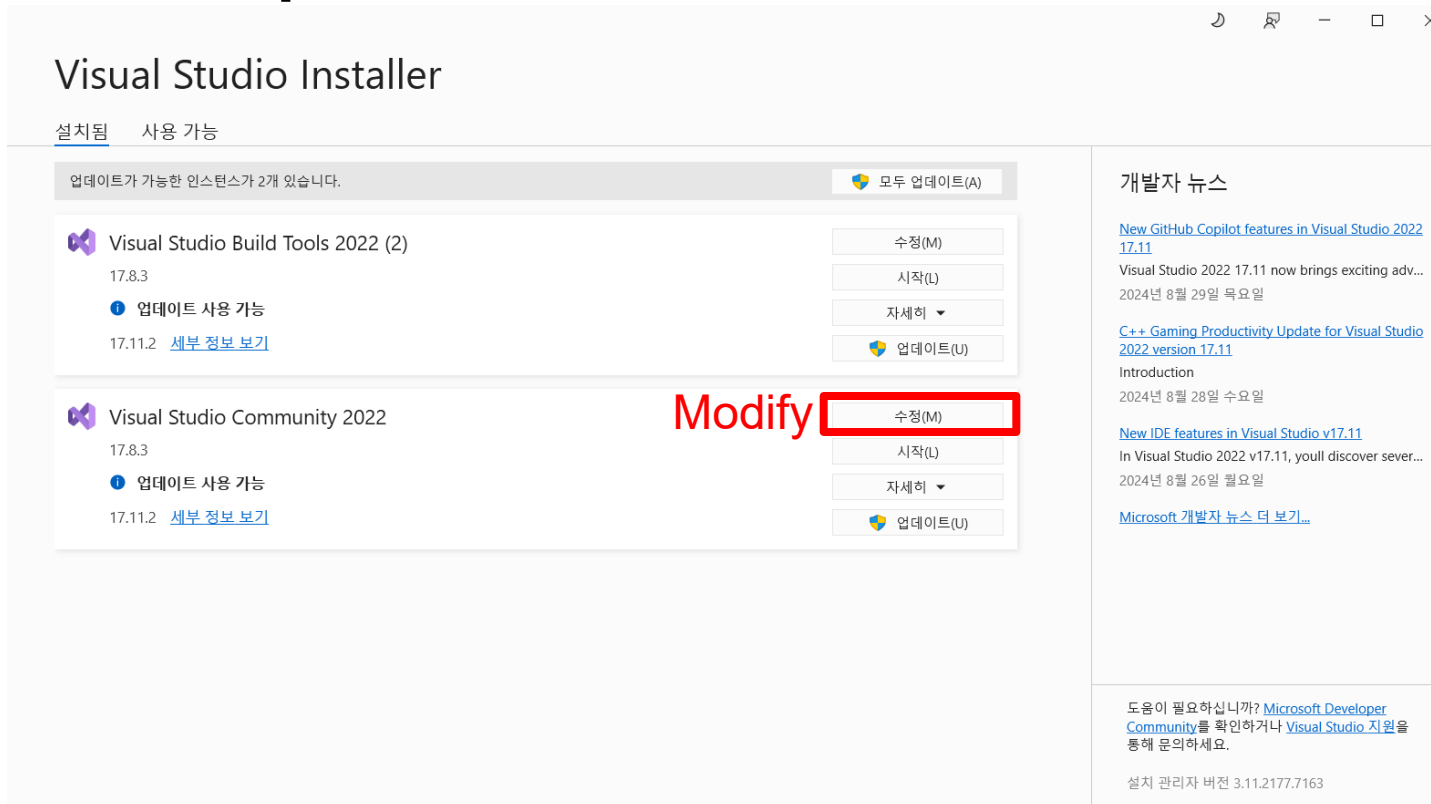 Visual Studio Installer
설치됨 사용 가능
업데이트가 가능한 인스턴스가 2개 있습니다.
모두 업데이트(A)
Visual Studio Build Tools 2022 (2)
수정(M)
17.8.3
시작(L)
업데이트 사용 가능
자세히
17.11.2 세부 정보 보기
업데이트(U)
Visual Studio Community 2022
Modify
수정(M)
17.8.3
시작(L)
업데이트 사용 가능
자세히
17.11.2 세부 정보 보기
업데이트(U)
개발자 뉴스
New GitHub Copilot features in Visual Studio 2022
17.11
Visual Studio 2022 17.11 now brings exciting adv...
2024년 8월 29일 목요일
C++ Gaming Productivity Update for Visual Studio
2022 version 17.11
Introduction
2024년 8월 28일 수요일
New IDE features in Visual Studio v17.11
In Visual Studio 2022 v17.11, youll discover sever...
2024년 8월 26일 월요일
Microsoft 개발자 뉴스 더 보기...
도움이 필요하십니까? Microsoft Developer
Community를 확인하거나 Visual Studio 지원을
통해 문의하세요.
설치 관리자 버전 3.11.2177.7163